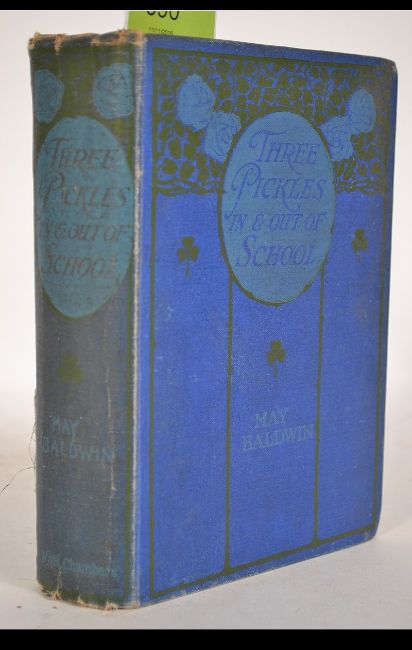 THREE
PICKLES
IN & OUT OF
SCHOOL
MAY
BALDWIN
Chambers
THREE
PICKLES
IN & OUT OF
SCHOOL
MAY
BALDWIN